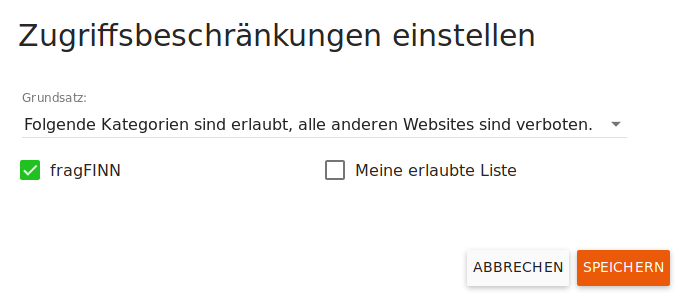 Zugriffsbeschränkungen einstellen
Grundsatz:
Folgende Kategorien sind erlaubt, alle anderen Websites sind verboten.
fragFINN
Meine erlaubte Liste
ABBRECHEN
SPEICHERN